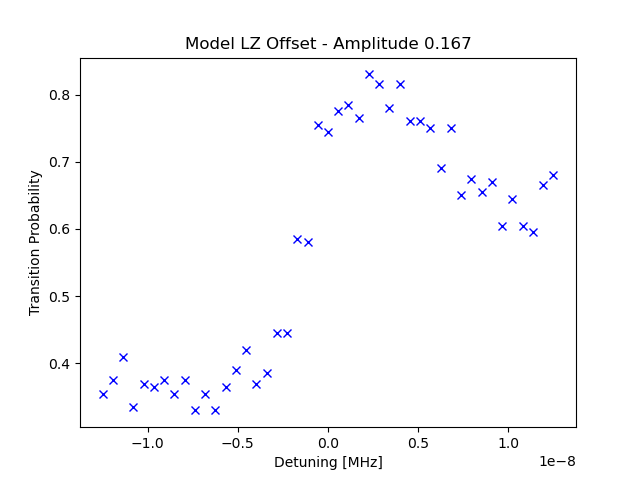 Model LZ Offset - Amplitude 0.167
Transition Probability
0.8
0.7
0.6
0.5
0.4
−1.0 −0.5 0.0 0.5 1.0
1e−8
Detuning [MHz]